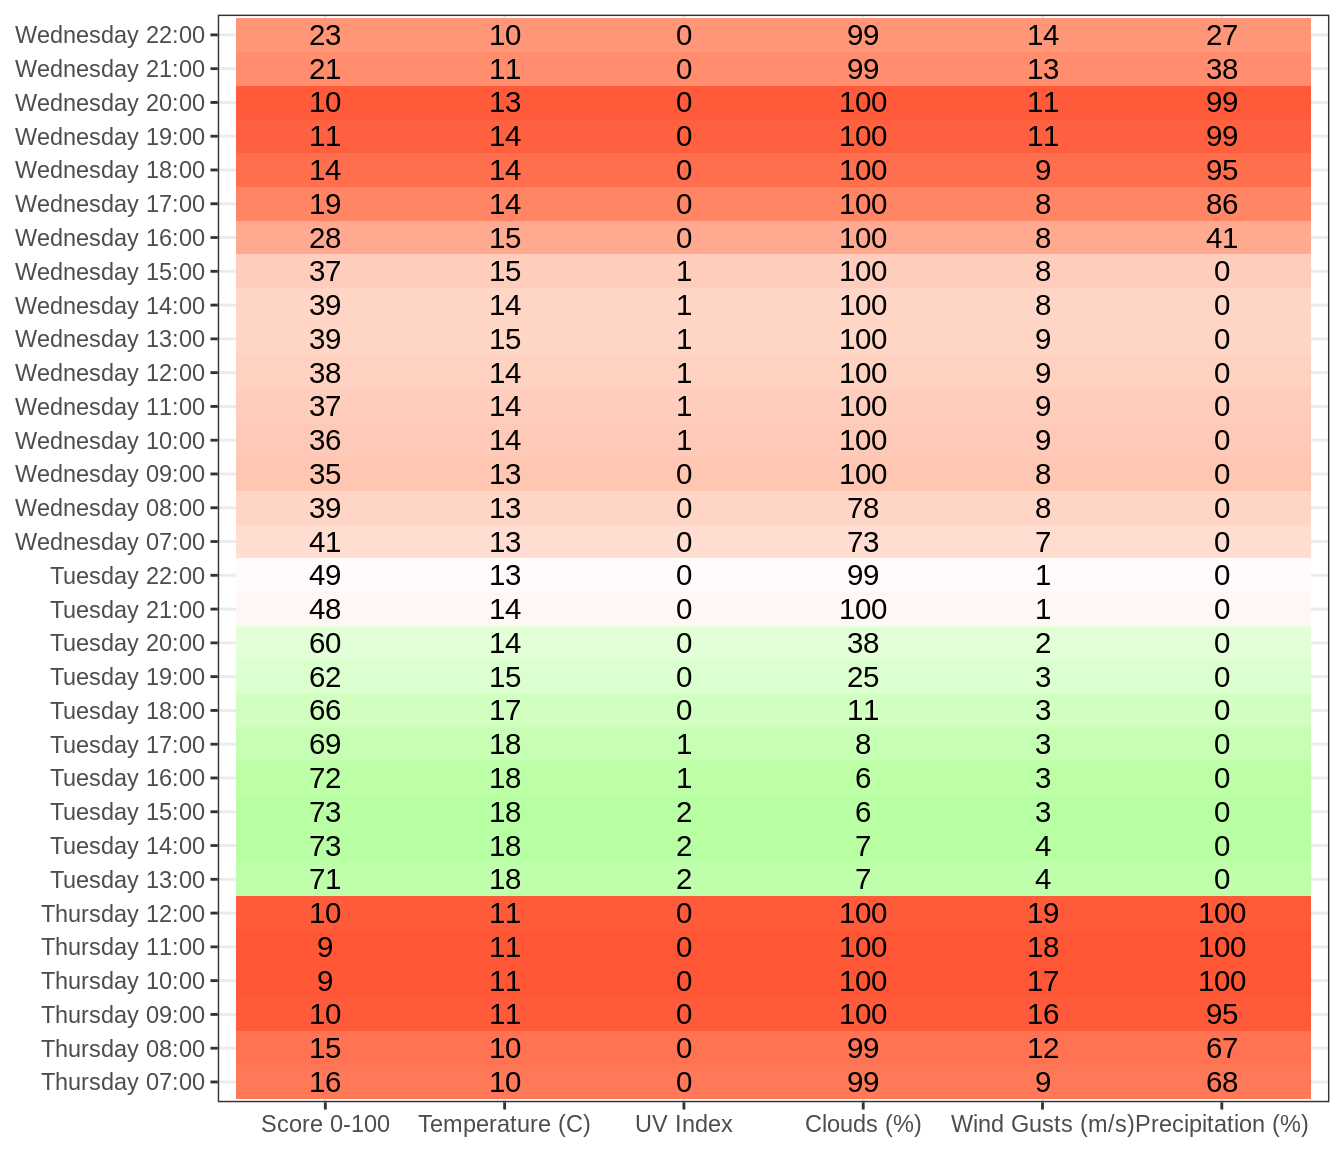 Wednesday 22:00 23 10 0 99 14 27
Wednesday 21:00 21 11 0 99 13 38
Wednesday 20:00 10 13 0 100 11 99
Wednesday 19:00 11 14 0 100 11 99
Wednesday 18:00 14 14 0 100 9 95
Wednesday 17:00 19 14 0 100 8 86
Wednesday 16:00 28 15 0 100 8 41
Wednesday 15:00 37 15 1 100 8 0
Wednesday 14:00 39 14 1 100 8 0
Wednesday 13:00 39 15 1 100 9 0
Wednesday 12:00 38 14 1 100 9 0
Wednesday 11:00 37 14 1 100 9 0
Wednesday 10:00 36 14 1 100 9 0
Wednesday 09:00 35 13 0 100 8 0
Wednesday 08:00 39 13 0 78 8 0
Wednesday 07:00 41 13 0 73 7 0
Tuesday 22:00 49 13 0 99 1 0
Tuesday 21:00 48 14 0 100 1 0
Tuesday 20:00 60 14 0 38 2 0
Tuesday 19:00 62 15 0 25 3 0
Tuesday 18:00 66 17 0 11 3 0
Tuesday 17:00 69 18 1 8 3 0
Tuesday 16:00 72 18 1 6 3 0
Tuesday 15:00 73 18 2 6 3 0
Tuesday 14:00 73 18 2 7 4 0
Tuesday 13:00 71 18 2 7 4 0
Thursday 12:00 10 11 0 100 19 100
Thursday 11:00 9 11 0 100 18 100
Thursday 10:00 9 11 0 100 17 100
Thursday 09:00 10 11 0 100 16 95
Thursday 08:00 15 10 0 99 12 67
Thursday 07:00 16 10 0 99 9 68
Score 0-100 Temperature (C) UV Index Clouds (%) Wind Gusts (m/s) Precipitation (%)